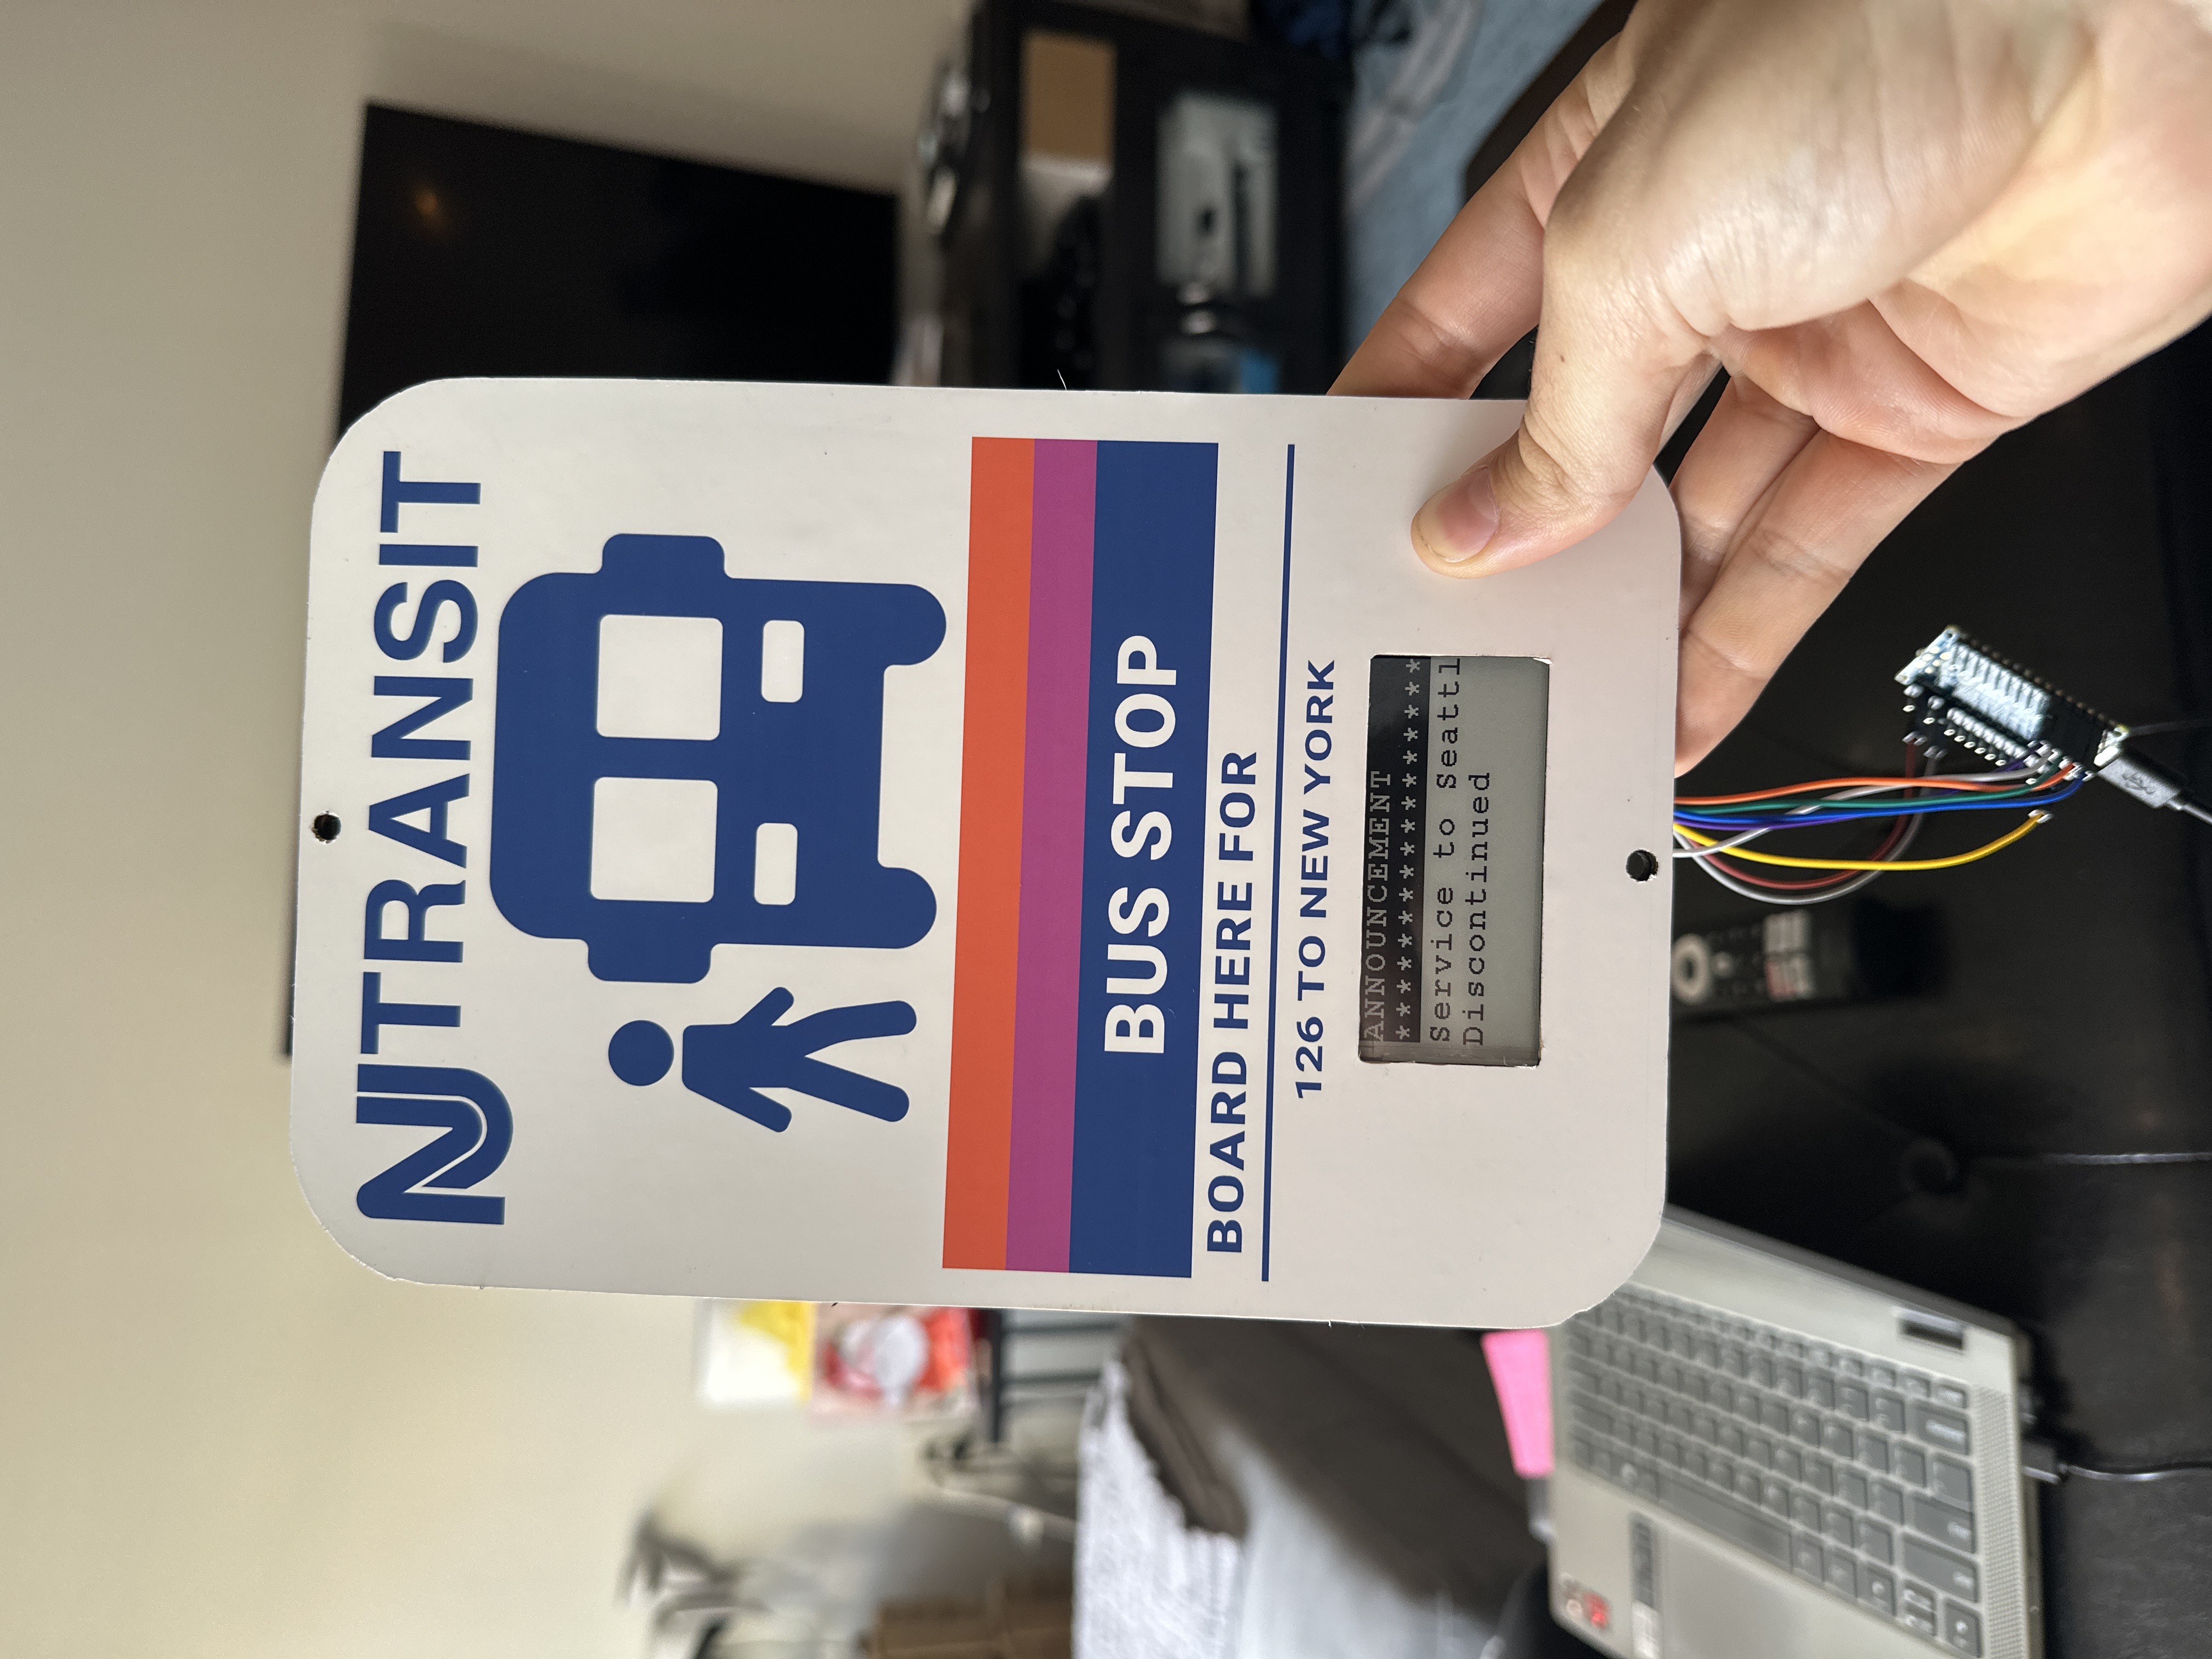 NJ TRANSIT
BUS STOP
BOARD HERE FOR
126 TO NEW YORK
ANNOUNCEMENT
****************
Service to Seattl
Discontinued